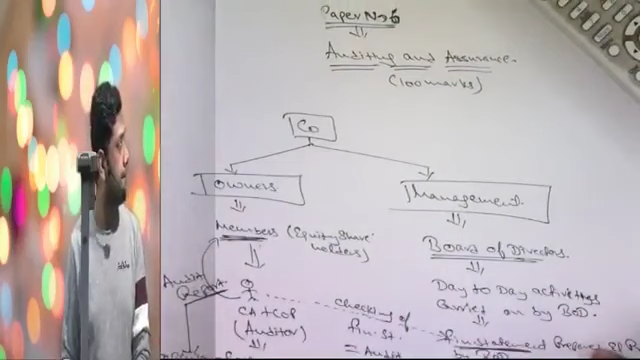 Paper No 6
Auditing and Assurance.
(100 marks)
Co
Owners
Management
Members (Equity Share
holders)
Board of Directors.
Audit
Report
CA + COP
(Auditor)
checking of
Fin. st.
= Audit
Day to Day activities
Carried on by BOD.
Fin. statement Prepared